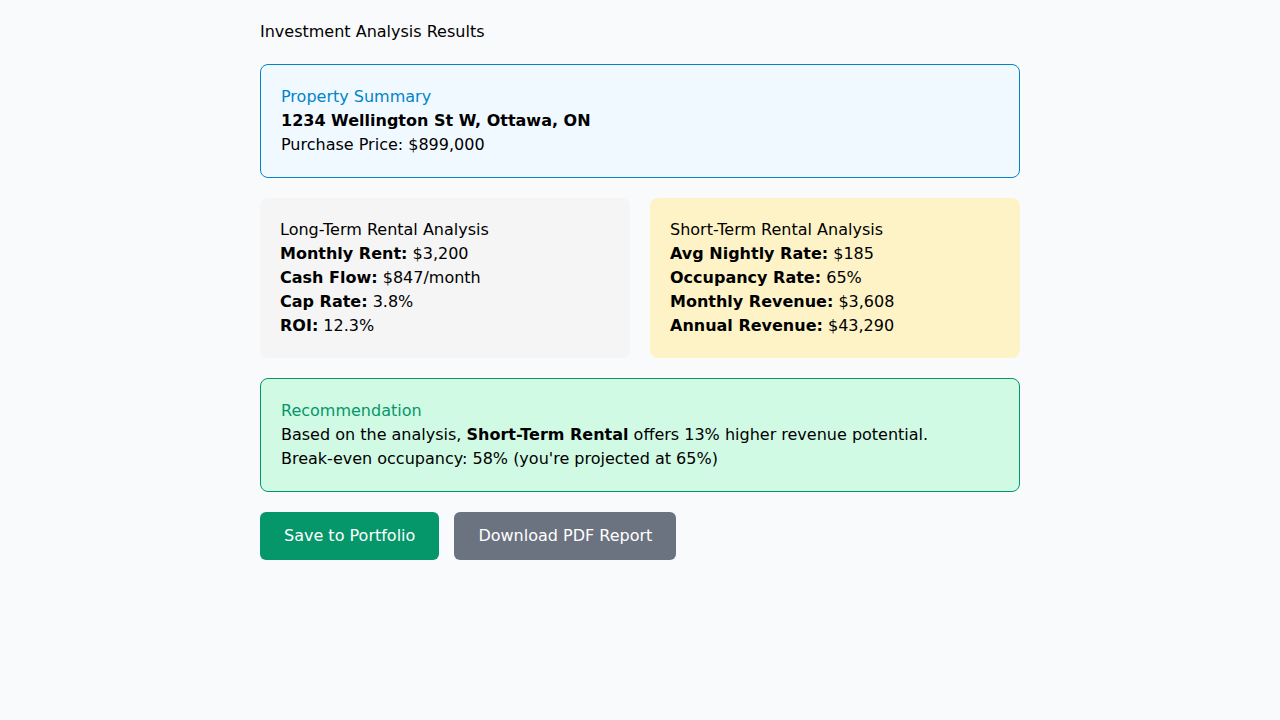 Investment Analysis Results
Property Summary
1234 Wellington St W, Ottawa, ON
Purchase Price: $899,000
Long-Term Rental Analysis
Monthly Rent: $3,200
Cash Flow: $847/month
Cap Rate: 3.8%
ROI: 12.3%
Short-Term Rental Analysis
Avg Nightly Rate: $185
Occupancy Rate: 65%
Monthly Revenue: $3,608
Annual Revenue: $43,290
Recommendation
Based on the analysis, Short-Term Rental offers 13% higher revenue potential.
Break-even occupancy: 58% (you're projected at 65%)
Save to Portfolio
Download PDF Report